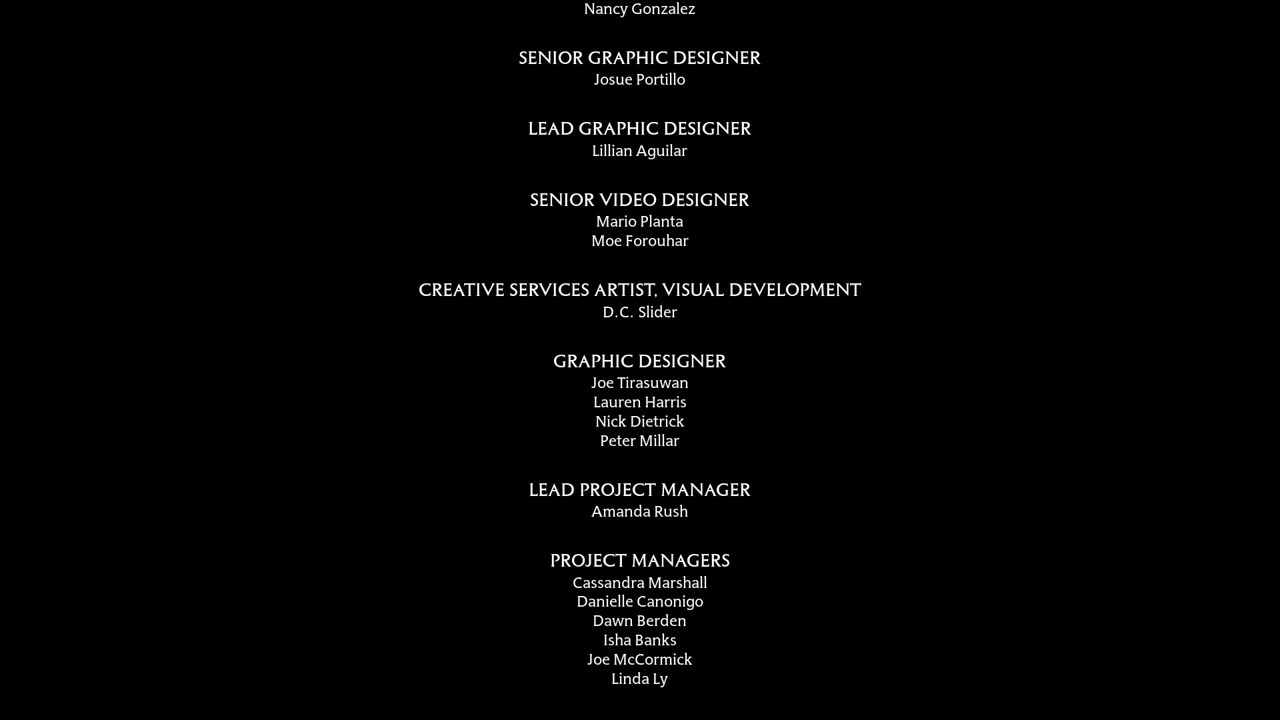 Nancy Gonzalez
SENIOR GRAPHIC DESIGNER
Josue Portillo
LEAD GRAPHIC DESIGNER
Lillian Aguilar
SENIOR VIDEO DESIGNER
Mario Planta
Moe Forouhar
CREATIVE SERVICES ARTIST, VISUAL DEVELOPMENT
D.C. Slider
GRAPHIC DESIGNER
Joe Tirasuwan
Lauren Harris
Nick Dietrick
Peter Millar
LEAD PROJECT MANAGER
Amanda Rush
PROJECT MANAGERS
Cassandra Marshall
Danielle Canonigo
Dawn Berden
Isha Banks
Joe McCormick
Linda Ly